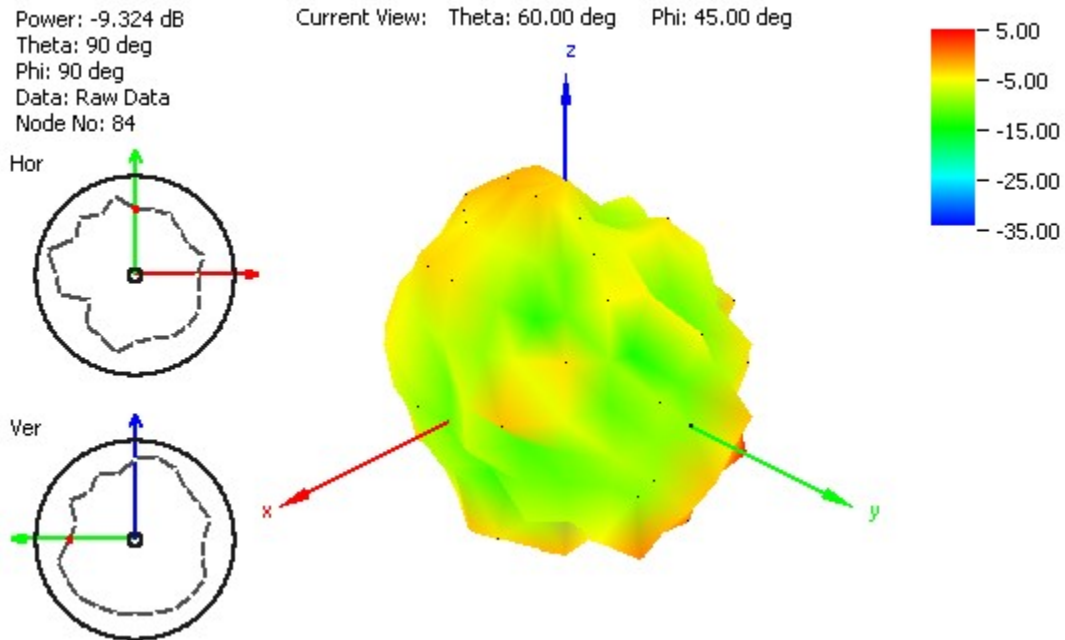 Power: -9.324 dB
Theta: 90 deg
Phi: 90 deg
Data: Raw Data
Node No: 84
Current View: Theta: 60.00 deg Phi: 45.00 deg
z
5.00
-5.00
-15.00
-25.00
-35.00
Hor
Ver
x
y